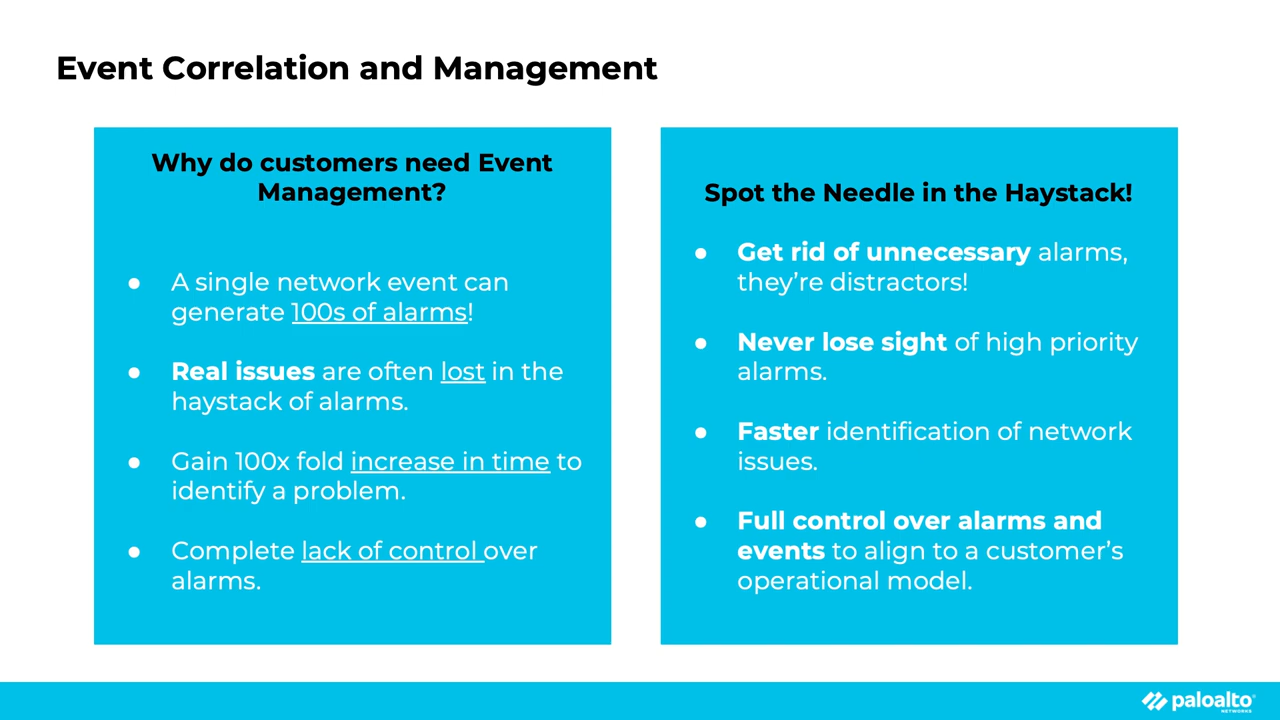 Event Correlation and Management
Why do customers need Event
Management?
● A single network event can
generate 100s of alarms!
● Real issues are often lost in the
haystack of alarms.
● Gain 100x fold increase in time to
identify a problem.
● Complete lack of control over
alarms.
Spot the Needle in the Haystack!
● Get rid of unnecessary alarms,
they’re distractors!
● Never lose sight of high priority
alarms.
● Faster identification of network
issues.
● Full control over alarms and
events to align to a customer’s
operational model.
paloalto
NETWORKS